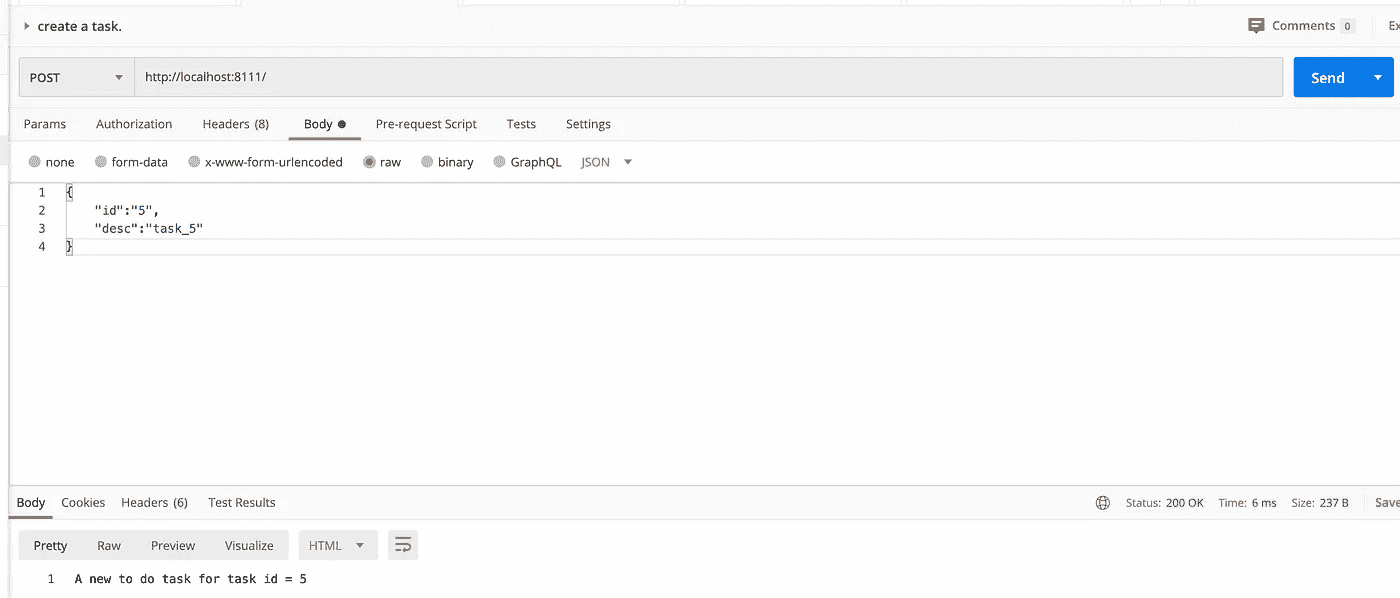 create a task.
Comments 0
POST http://localhost:8111/ Send
Params Authorization Headers (8) Body Pre-request Script Tests Settings
none form-data x-www-form-urlencoded raw binary GraphQL JSON
1 {
2 "id":"5",
3 "desc":"task_5"
4 }
Body Cookies Headers (6) Test Results Status: 200 OK Time: 6 ms Size: 237 B Save
Pretty Raw Preview Visualize HTML
1 A new to do task for task id = 5